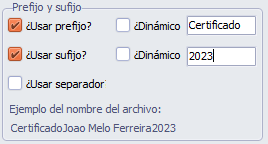 Prefijo y sufijo
¿Usar prefijo? ¿Dinámico Certificado
¿Usar sufijo? ¿Dinámico 2023
¿Usar separador
Ejemplo del nombre del archivo:
CertificadoJoao Melo Ferreira2023